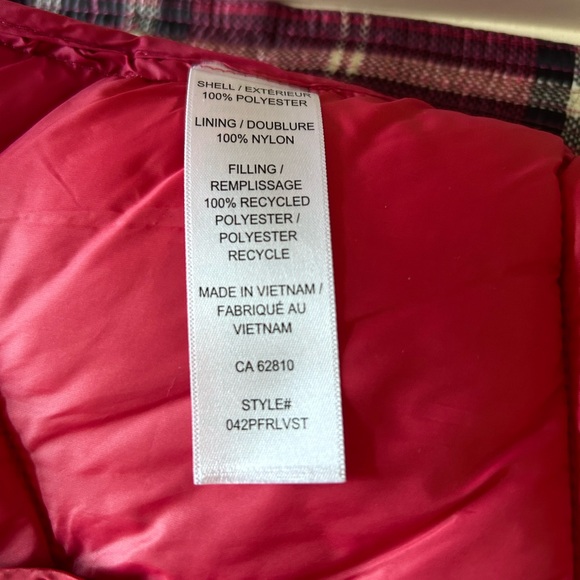 SHELL / EXTÉRIEUR
100% POLYESTER
LINING / DOUBLURE
100% NYLON
FILLING /
REMPLISSAGE
100% RECYCLED
POLYESTER /
POLYESTER
RECYCLE
MADE IN VIETNAM /
FABRIQUÉ AU
VIETNAM
CA 62810
STYLE#
042PFRLVST